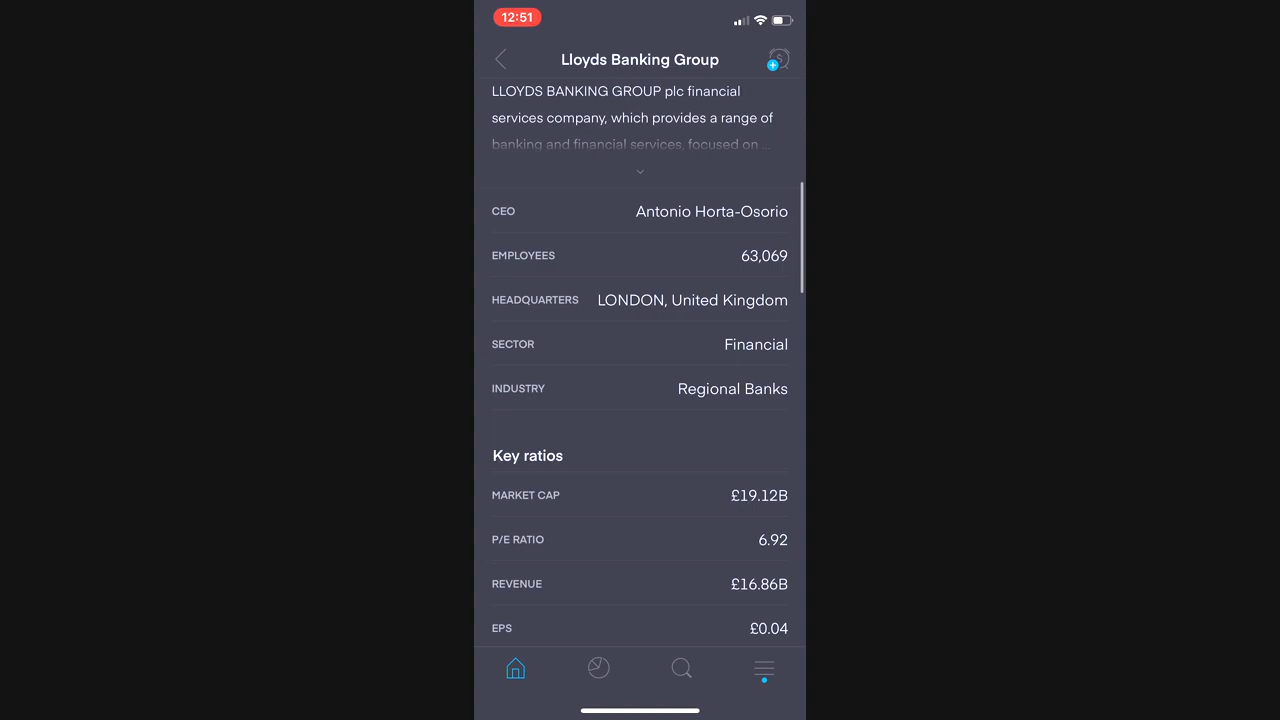 12:51
Lloyds Banking Group
LLOYDS BANKING GROUP plc financial
services company, which provides a range of
banking and financial services, focused on ...
CEO Antonio Horta-Osorio
EMPLOYEES 63,069
HEADQUARTERS LONDON, United Kingdom
SECTOR Financial
INDUSTRY Regional Banks
Key ratios
MARKET CAP £19.12B
P/E RATIO 6.92
REVENUE £16.86B
EPS £0.04